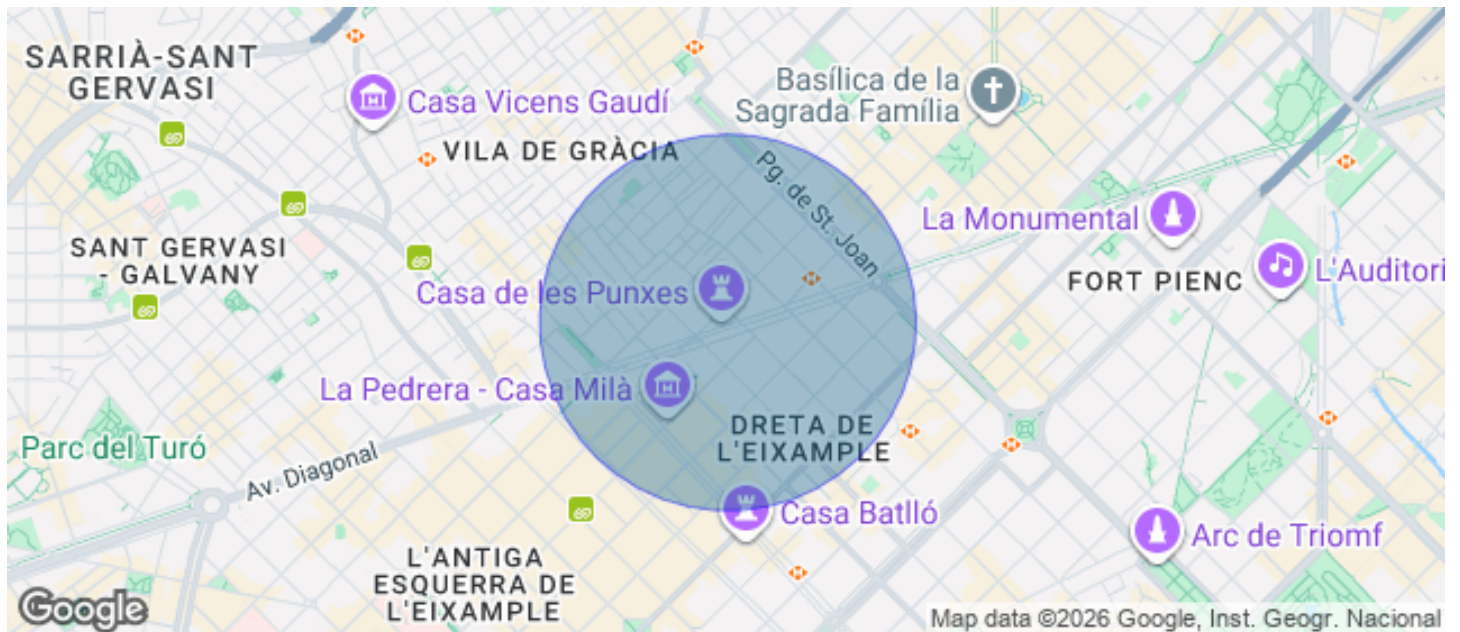 SARRIÀ-SANT
GERVASI
Casa Vicens Gaudí
Basílica de la
Sagrada Família
VILA DE GRÀCIA
Pg. de St. Joan
La Monumental
SANT GERVASI
- GALVANY
FORT PIENC
L'Auditori
Casa de les Punxes
La Pedrera - Casa Milà
DRETA DE
L'EIXAMPLE
Parc del Turó
Av. Diagonal
Casa Batlló
Arc de Triomf
L'ANTIGA
ESQUERRA DE
L'EIXAMPLE
Google
Map data ©2026 Google, Inst. Geogr. Nacional